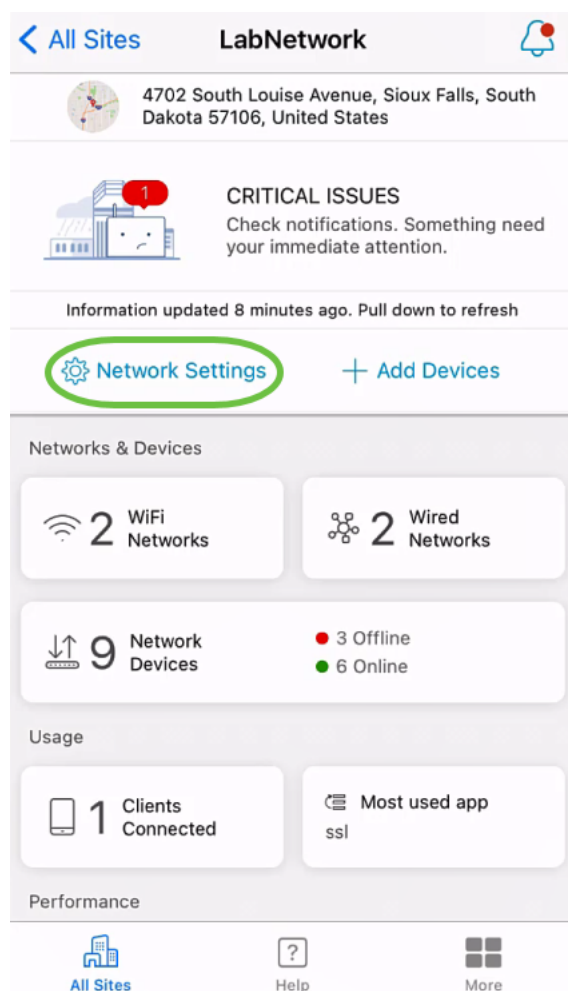 All Sites
LabNetwork
4702 South Louise Avenue, Sioux Falls, South
Dakota 57106, United States
1
CRITICAL ISSUES
Check notifications. Something need
your immediate attention.
Information updated 8 minutes ago. Pull down to refresh
Network Settings
Add Devices
Networks & Devices
2 WiFi
Networks
2 Wired
Networks
9 Network
Devices
3 Offline
6 Online
Usage
1 Clients
Connected
Most used app
ssl
Performance
All Sites
Help
More